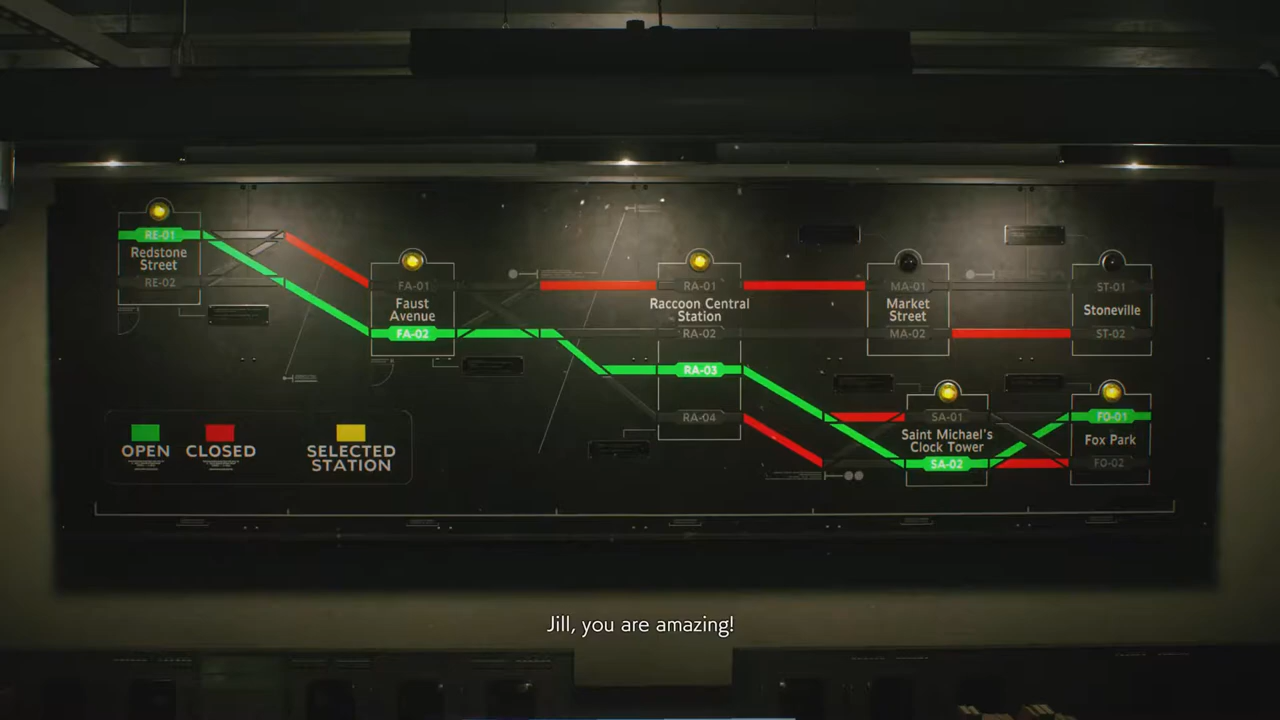 RE-01
Redstone
Street
RE-02
FA-01
Faust
Avenue
FA-02
RA-01
Raccoon Central
Station
RA-02
RA-03
RA-04
MA-01
Market
Street
MA-02
ST-01
Stoneville
ST-02
SA-01
Saint Michael's
Clock Tower
SA-02
FO-01
Fox Park
FO-02
OPEN
CLOSED
SELECTED
STATION
Jill, you are amazing!